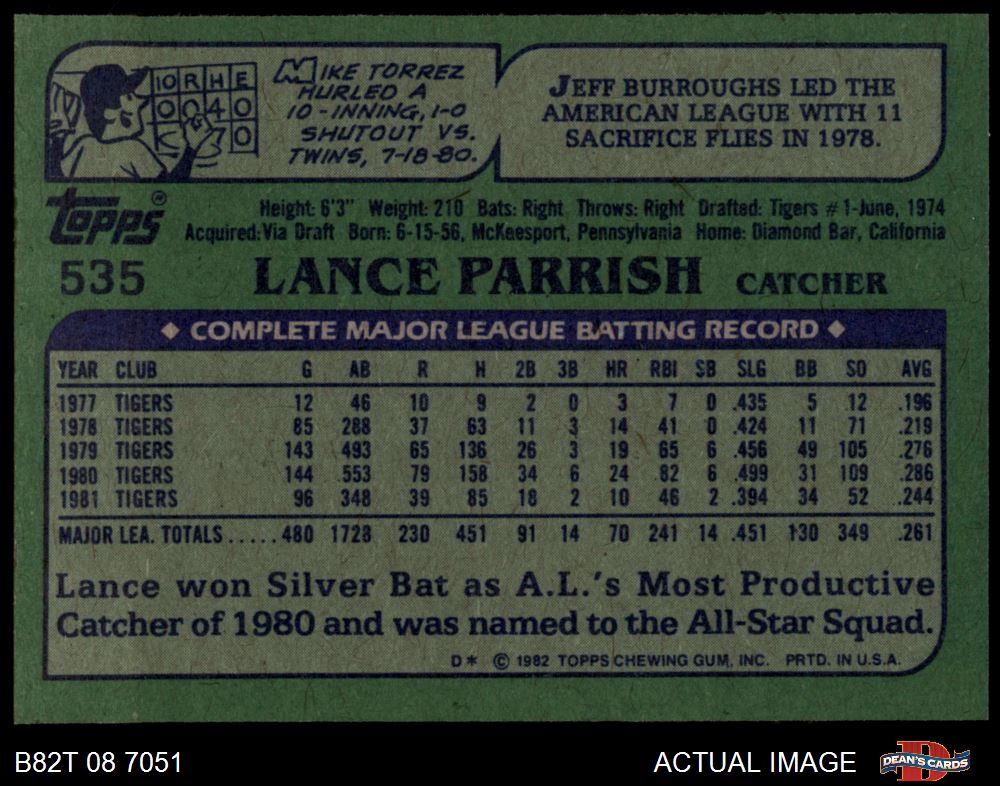 10 R H E
0 0 4 0
7 0
MIKE TORREZ
HURLED A
10-INNING, 1-0
SHUTOUT VS.
TWINS, 7-18-80.
JEFF BURROUGHS LED THE
AMERICAN LEAGUE WITH 11
SACRIFICE FLIES IN 1978.
TOPPS®
Height: 6'3" Weight: 210 Bats: Right Throws: Right Drafted: Tigers #1-June, 1974
Acquired: Via Draft Born: 6-15-56, McKeesport, Pennsylvania Home: Diamond Bar, California
535 LANCE PARRISH CATCHER
◆ COMPLETE MAJOR LEAGUE BATTING RECORD ◆
YEAR CLUB G AB R H 2B 3B HR RBI SB SLG BB SO AVG
1977 TIGERS 12 46 10 9 2 0 3 7 0 .435 5 12 .196
1978 TIGERS 85 288 37 63 11 3 14 41 0 .424 11 71 .219
1979 TIGERS 143 493 65 136 26 3 19 65 6 .456 49 105 .276
1980 TIGERS 144 553 79 158 34 6 24 82 6 .499 31 109 .286
1981 TIGERS 96 348 39 85 18 2 10 46 2 .394 34 52 .244
MAJOR LEA. TOTALS.....480 1728 230 451 91 14 70 241 14 .451 130 349 .261
Lance won Silver Bat as A.L.'s Most Productive
Catcher of 1980 and was named to the All-Star Squad.
D* © 1982 TOPPS CHEWING GUM, INC. PRTD. IN U.S.A.
B82T 08 7051 ACTUAL IMAGE DEAN'S CARDS